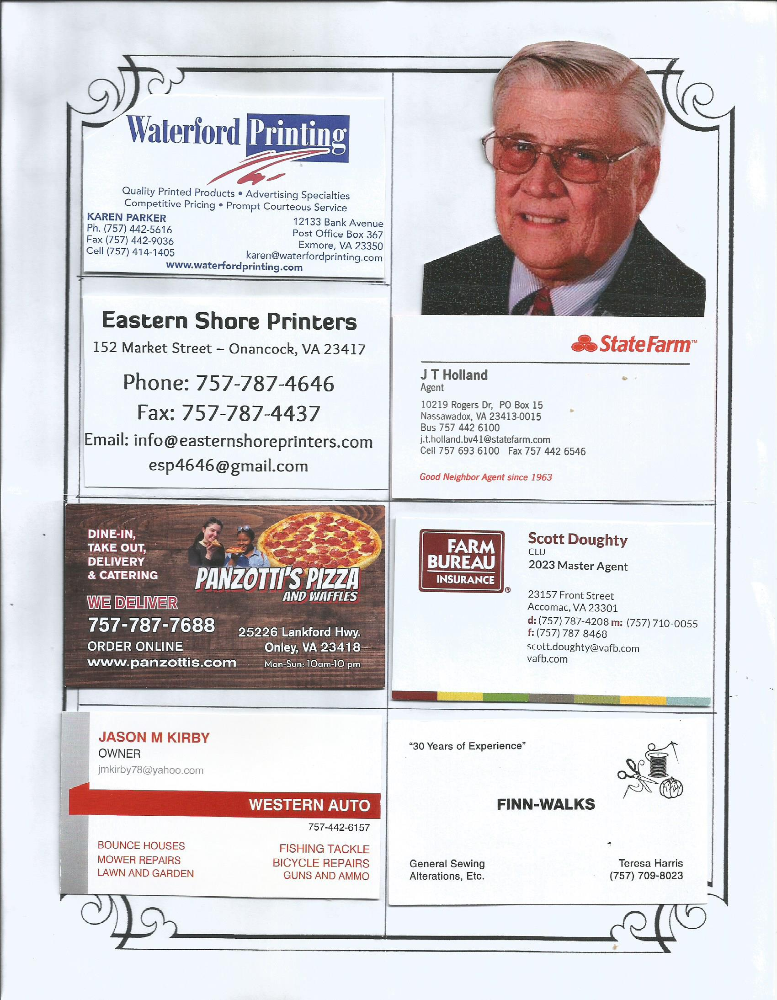 Waterford Printing
Quality Printed Products • Advertising Specialties
Competitive Pricing • Prompt Courteous Service
KAREN PARKER
Ph. (757) 442-5616
Fax (757) 442-9036
Cell (757) 414-1405
12133 Bank Avenue
Post Office Box 367
Exmore, VA 23350
karen@waterfordprinting.com
www.waterfordprinting.com
Eastern Shore Printers
152 Market Street ~ Onancock, VA 23417
Phone: 757-787-4646
Fax: 757-787-4437
Email: info@easternshoreprinters.com
esp4646@gmail.com
StateFarm™
J T Holland
Agent
10219 Rogers Dr, PO Box 15
Nassawadox, VA 23413-0015
Bus 757 442 6100
j.t.holland.bv41@statefarm.com
Cell 757 693 6100 Fax 757 442 6546
Good Neighbor Agent since 1963
DINE-IN,
TAKE OUT,
DELIVERY
& CATERING
PANZOTTI'S PIZZA
AND WAFFLES
WE DELIVER
757-787-7688
ORDER ONLINE
www.panzottis.com
25226 Lankford Hwy.
Onley, VA 23418
Mon-Sun: 10am-10 pm
FARM
BUREAU
INSURANCE
®
Scott Doughty
CLU
2023 Master Agent
23157 Front Street
Accomac, VA 23301
d: (757) 787-4208 m: (757) 710-0055
f: (757) 787-8468
scott.doughty@vafb.com
vafb.com
JASON M KIRBY
OWNER
jmkirby78@yahoo.com
WESTERN AUTO
757-442-6157
BOUNCE HOUSES
MOWER REPAIRS
LAWN AND GARDEN
FISHING TACKLE
BICYCLE REPAIRS
GUNS AND AMMO
"30 Years of Experience"
FINN-WALKS
General Sewing
Alterations, Etc.
Teresa Harris
(757) 709-8023